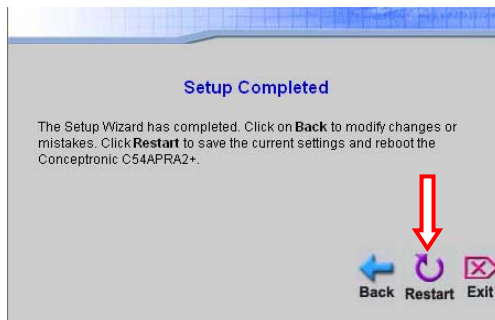 Setup Completed
The Setup Wizard has completed. Click on Back to modify changes or
mistakes. Click Restart to save the current settings and reboot the
Conceptronic C54APRA2+.
Back Restart Exit